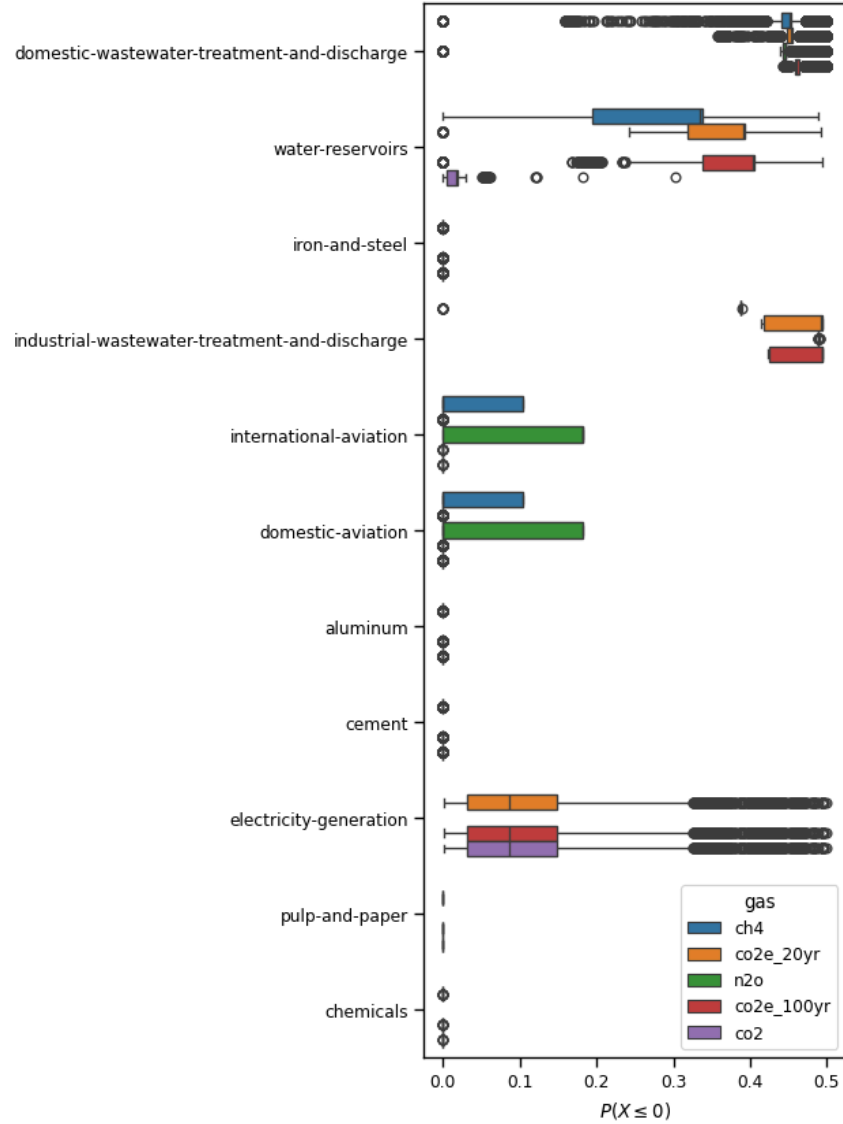 domestic-wastewater-treatment-and-discharge
water-reservoirs
iron-and-steel
industrial-wastewater-treatment-and-discharge
international-aviation
domestic-aviation
aluminum
cement
electricity-generation
pulp-and-paper
chemicals
gas
ch4
co2e_20yr
n2o
co2e_100yr
co2
0.0 0.1 0.2 0.3 0.4 0.5
P(X ≤ 0)